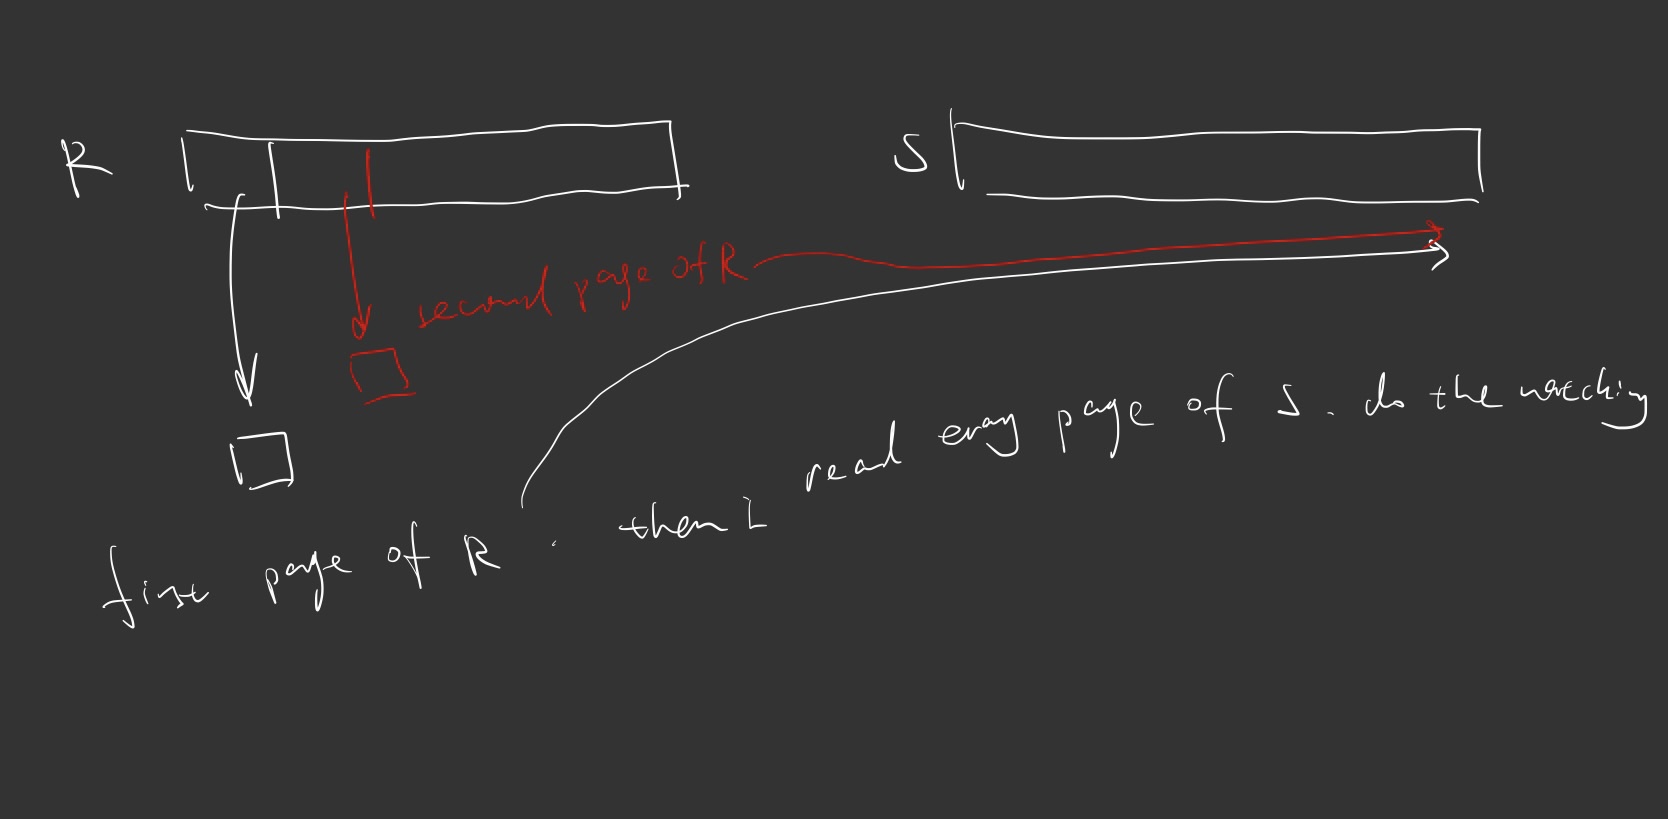 R
S
second page of R
first page of R. then I read every page of S. do the matching